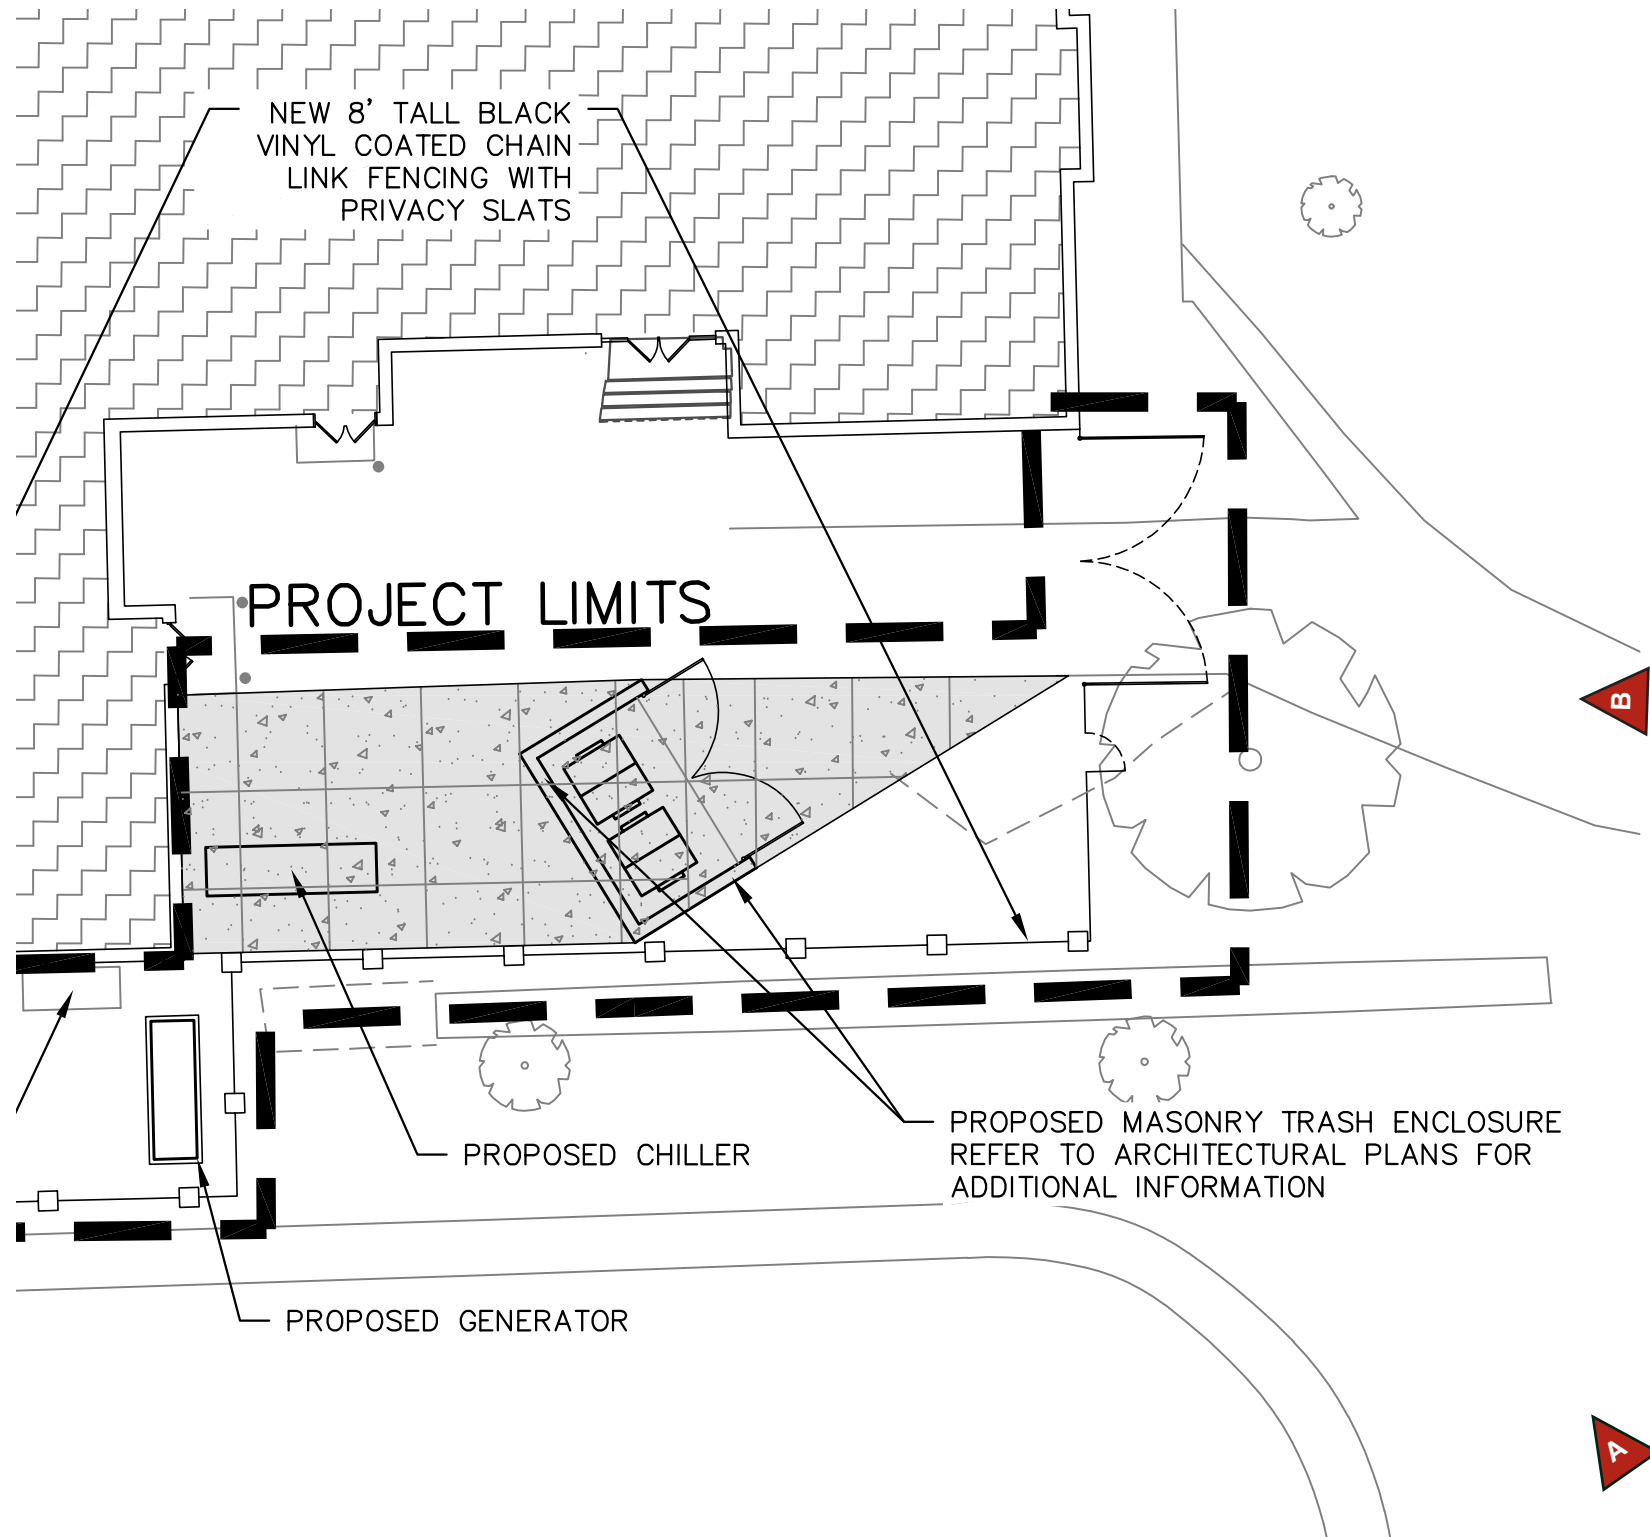 NEW 8' TALL BLACK
VINYL COATED CHAIN
LINK FENCING WITH
PRIVACY SLATS
PROJECT LIMITS
B
PROPOSED MASONRY TRASH ENCLOSURE
REFER TO ARCHITECTURAL PLANS FOR
ADDITIONAL INFORMATION
PROPOSED CHILLER
PROPOSED GENERATOR
A